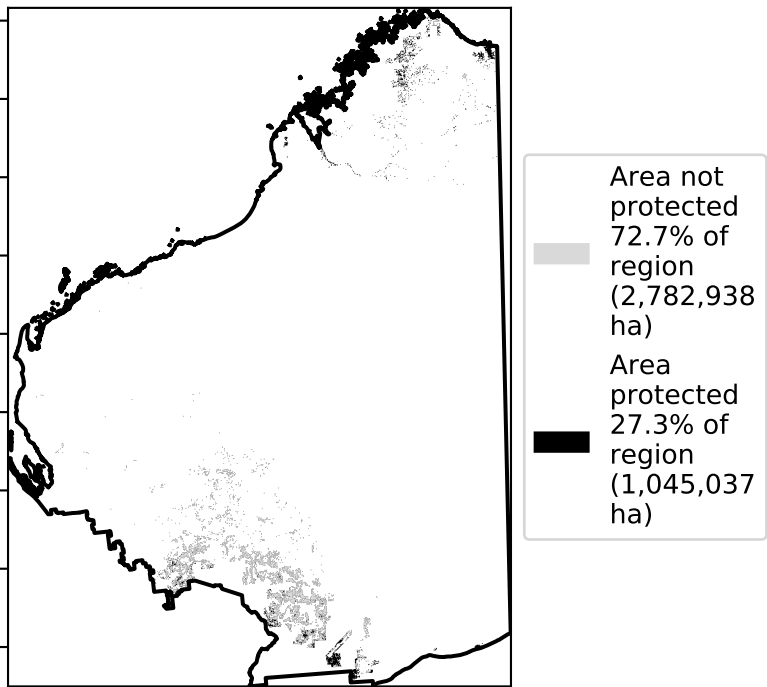 Area not
protected
72.7% of
region
(2,782,938
ha)
Area
protected
27.3% of
region
(1,045,037
ha)